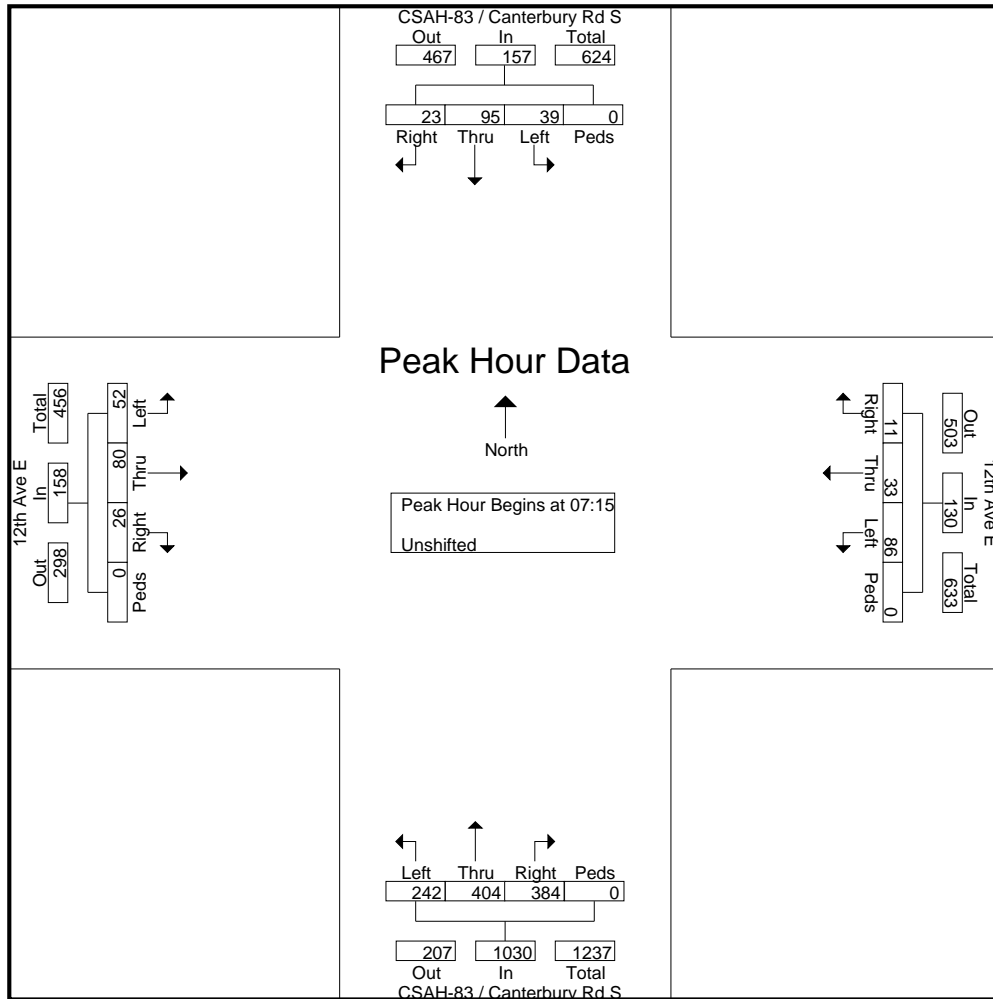 CSAH-83 / Canterbury Rd S
Out In Total
467 157 624
23 95 39 0
Right Thru Left Peds
Peak Hour Data
North
Peak Hour Begins at 07:15
Unshifted
12th Ave E
Total In Out
456 158 298
52 80 26 0
Left Thru Right Peds
12th Ave E
Out In Total
503 130 633
11 33 86 0
Right Thru Left Peds
Left Thru Right Peds
242 404 384 0
207 1030 1237
Out In Total
CSAH-83 / Canterbury Rd S